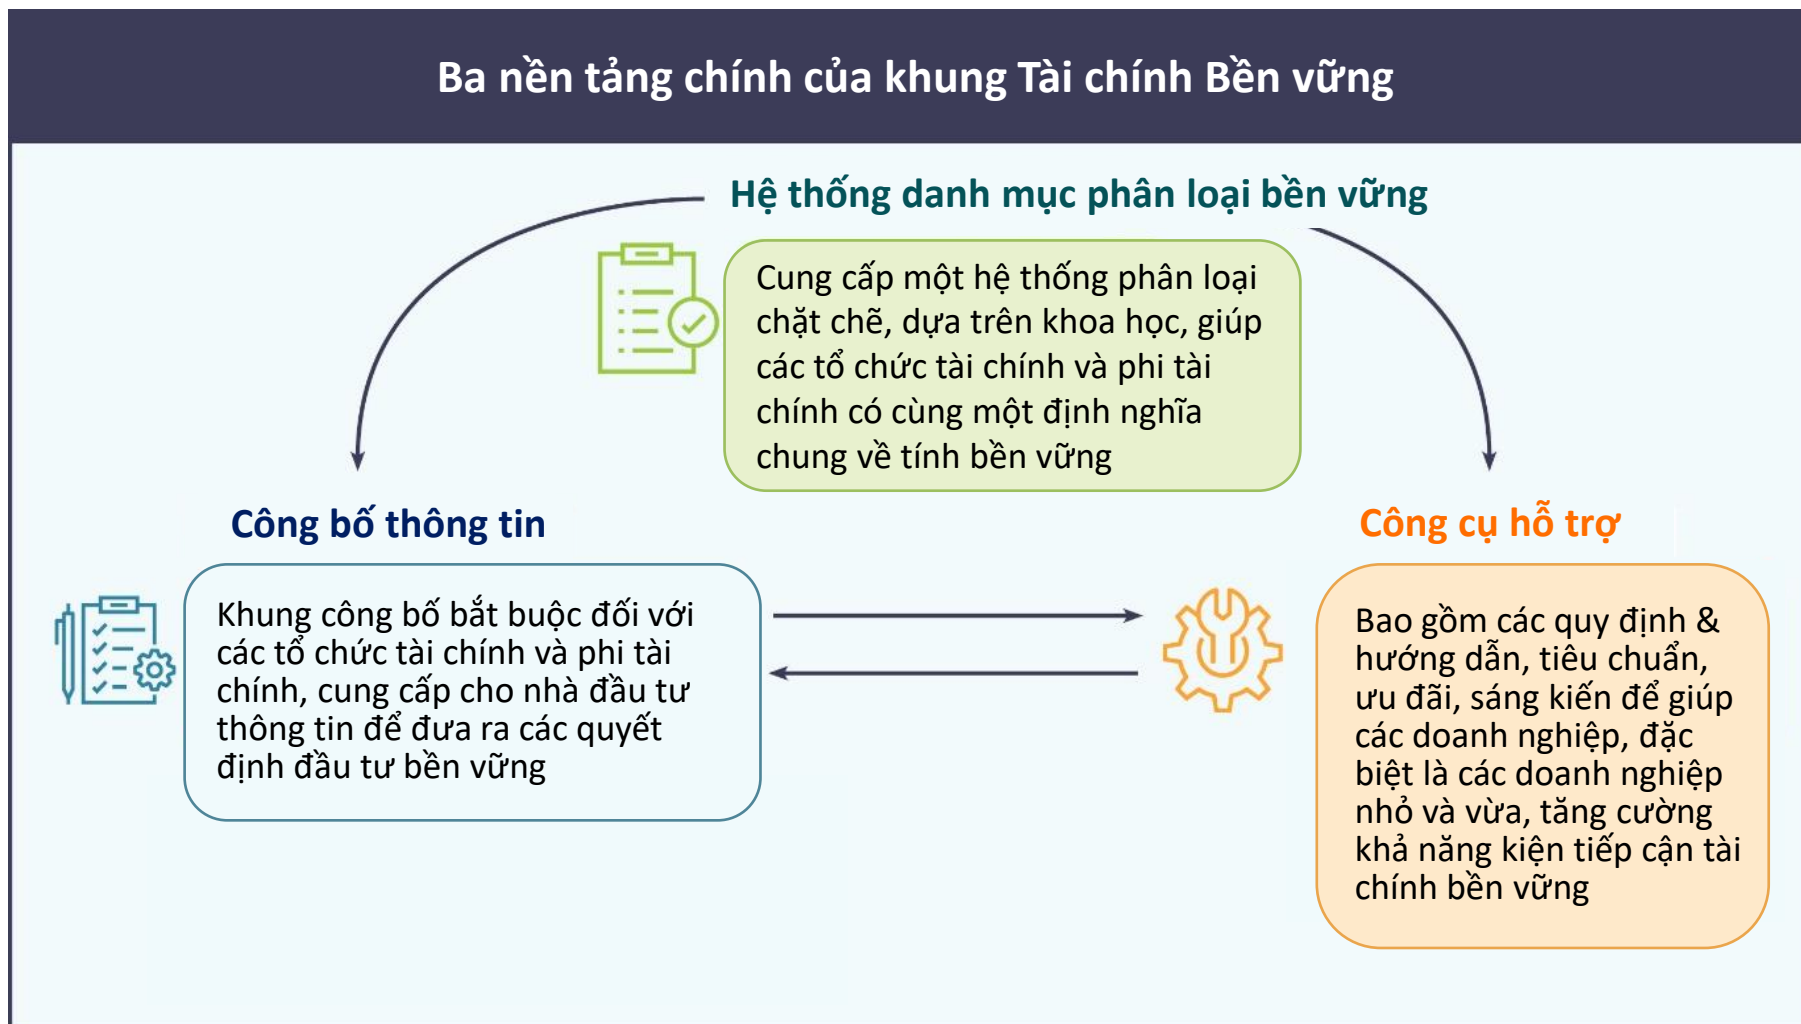 Ba nền tảng chính của khung Tài chính Bền vững
Hệ thống danh mục phân loại bền vững
Cung cấp một hệ thống phân loại
chặt chẽ, dựa trên khoa học, giúp
các tổ chức tài chính và phi tài
chính có cùng một định nghĩa
chung về tính bền vững
Công bố thông tin
Khung công bố bắt buộc đối với
các tổ chức tài chính và phi tài
chính, cung cấp cho nhà đầu tư
thông tin để đưa ra các quyết
định đầu tư bền vững
Công cụ hỗ trợ
Bao gồm các quy định &
hướng dẫn, tiêu chuẩn,
ưu đãi, sáng kiến để giúp
các doanh nghiệp, đặc
biệt là các doanh nghiệp
nhỏ và vừa, tăng cường
khả năng kiện tiếp cận tài
chính bền vững